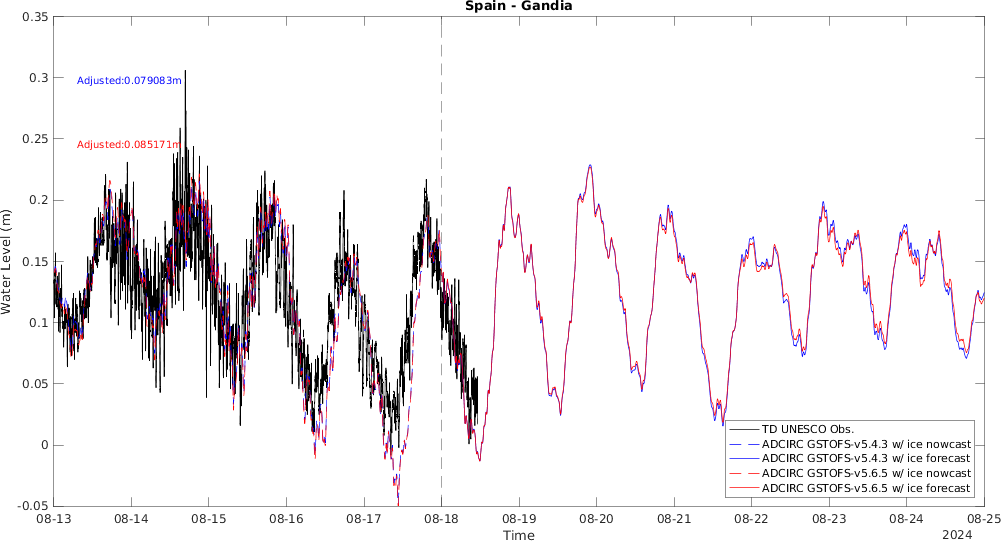 Spain - Gandia
0.35
0.3
0.25
0.2
0.15
0.1
0.05
0
-0.05
Water Level (m)
Adjusted:0.079083m
Adjusted:0.085171m
TD UNESCO Obs.
ADCIRC GSTOFS-v5.4.3 w/ ice nowcast
ADCIRC GSTOFS-v5.4.3 w/ ice forecast
ADCIRC GSTOFS-v5.6.5 w/ ice nowcast
ADCIRC GSTOFS-v5.6.5 w/ ice forecast
08-13 08-14 08-15 08-16 08-17 08-18 08-19 08-20 08-21 08-22 08-23 08-24 08-25
Time
2024